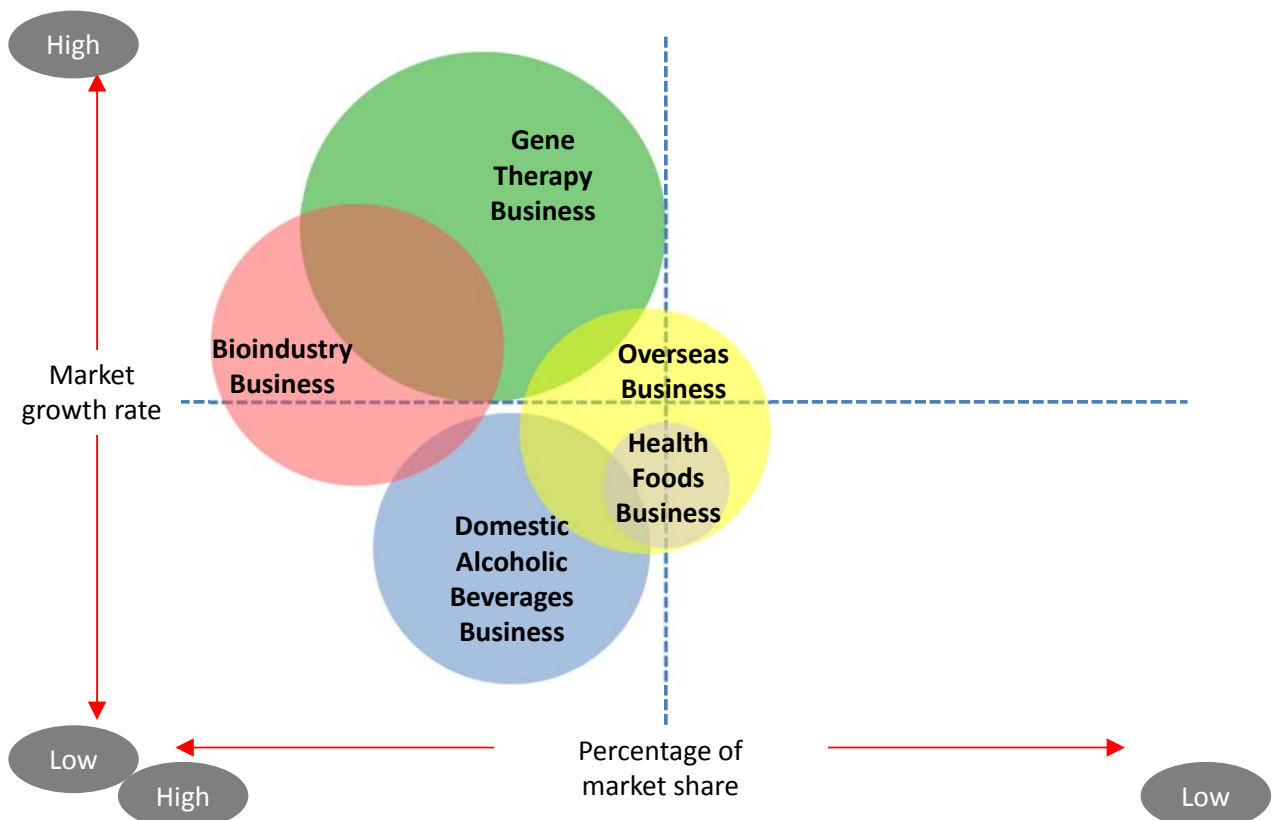 High
Gene
Therapy
Business
Bioindustry
Business
Overseas
Business
Market
growth rate
Health
Foods
Business
Domestic
Alcoholic
Beverages
Business
Low
High
Percentage of
market share
Low